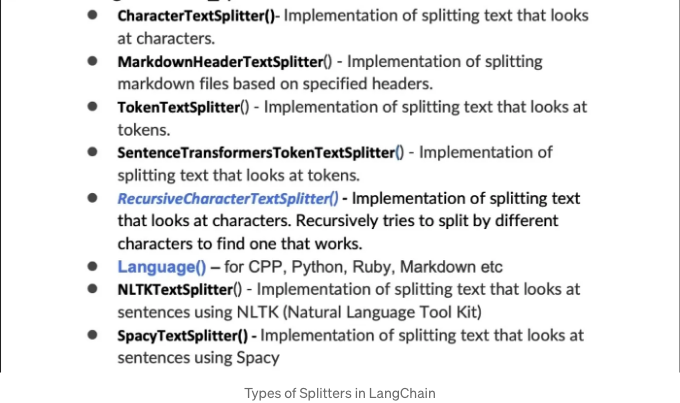 ● CharacterTextSplitter()- Implementation of splitting text that looks
at characters.
● MarkdownHeaderTextSplitter() - Implementation of splitting
markdown files based on specified headers.
● TokenTextSplitter() - Implementation of splitting text that looks at
tokens.
● SentenceTransformersTokenTextSplitter() - Implementation of
splitting text that looks at tokens.
● RecursiveCharacterTextSplitter() - Implementation of splitting text
that looks at characters. Recursively tries to split by different
characters to find one that works.
● Language() – for CPP, Python, Ruby, Markdown etc
● NLTKTextSplitter() - Implementation of splitting text that looks at
sentences using NLTK (Natural Language Tool Kit)
● SpacyTextSplitter() - Implementation of splitting text that looks at
sentences using Spacy
Types of Splitters in LangChain